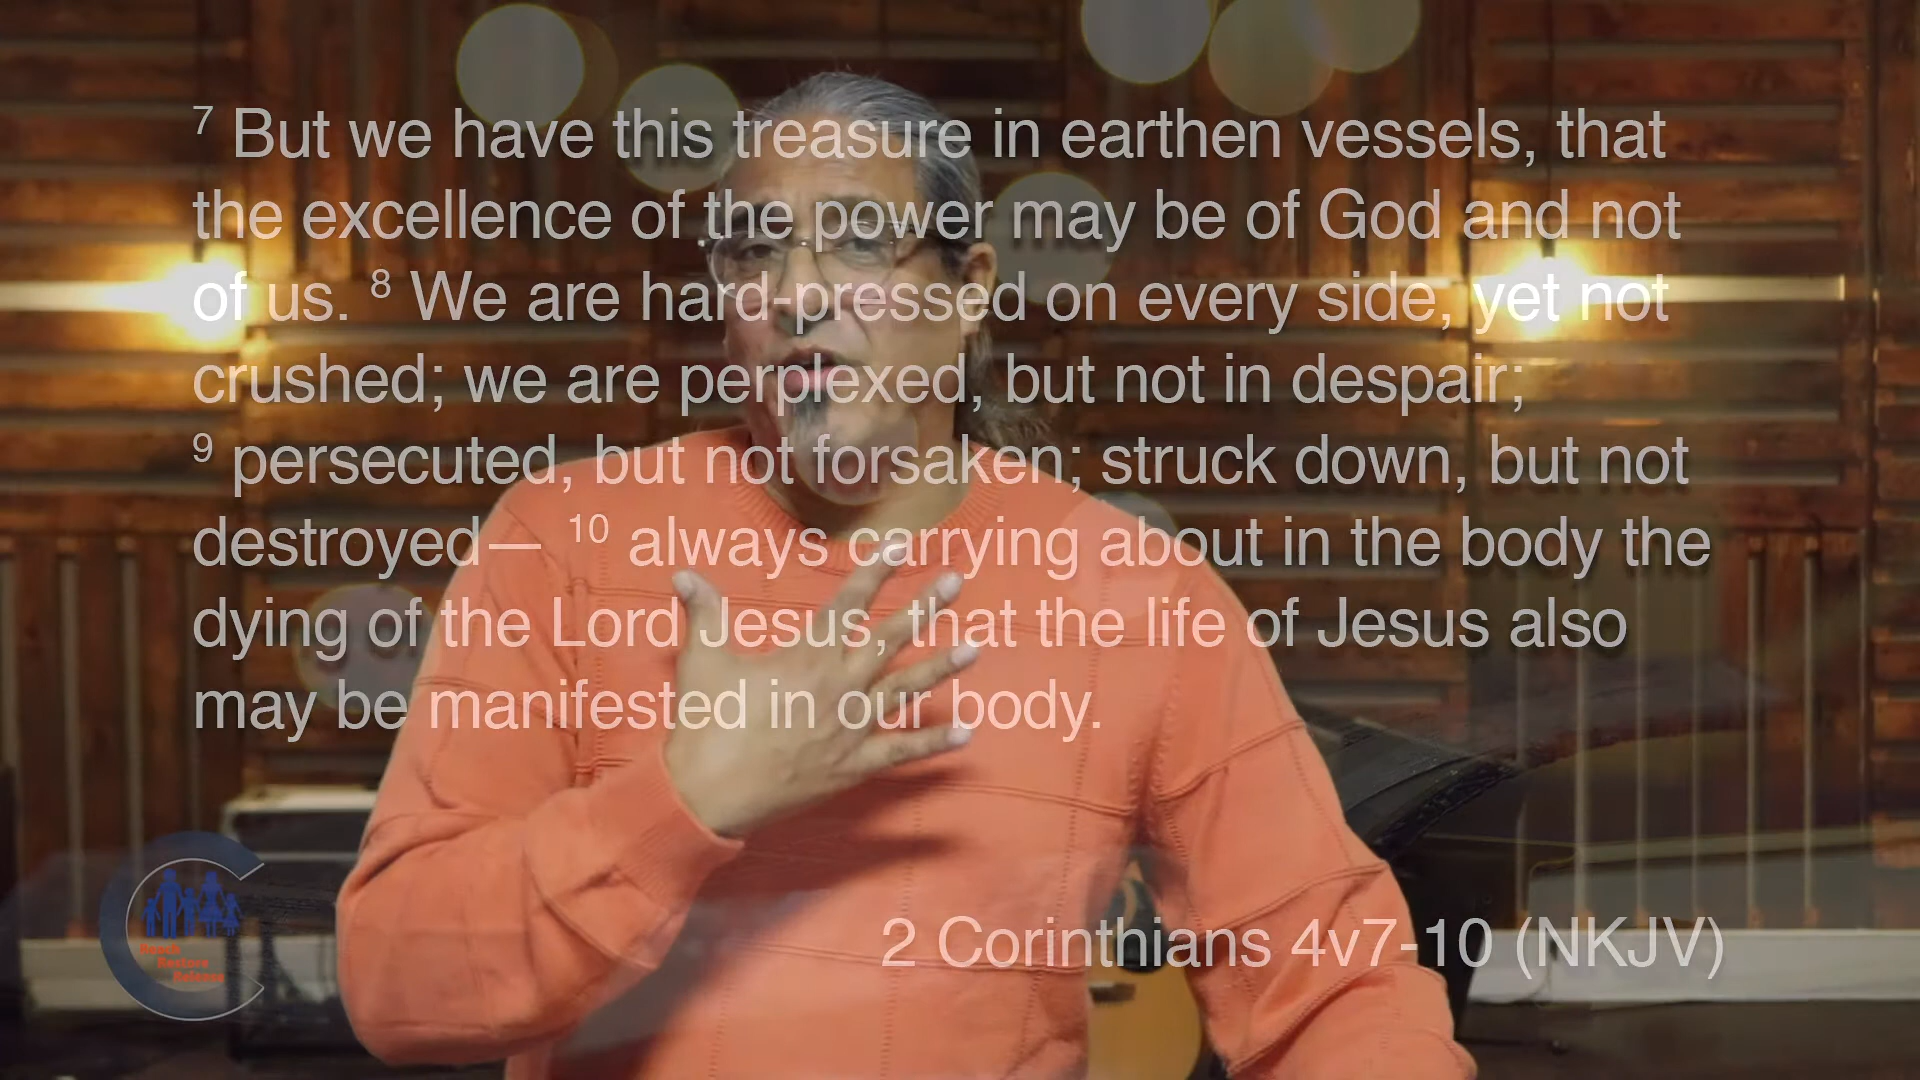 7 But we have this treasure in earthen vessels, that
the excellence of the power may be of God and not
of us. 8 We are hard-pressed on every side, yet not
crushed; we are perplexed, but not in despair;
9 persecuted, but not forsaken; struck down, but not
destroyed— 10 always carrying about in the body the
dying of the Lord Jesus, that the life of Jesus also
may be manifested in our body.
2 Corinthians 4v7-10 (NKJV)
Reach
Restore
Release